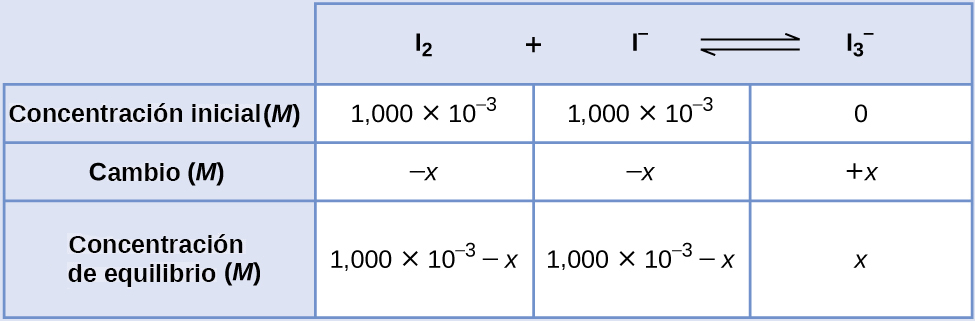 I₂ + I⁻ ⇌ I₃⁻
Concentración inicial (M) 1,000 × 10⁻³ 1,000 × 10⁻³ 0
Cambio (M) −x −x +x
Concentración
de equilibrio (M) 1,000 × 10⁻³ − x 1,000 × 10⁻³ − x x